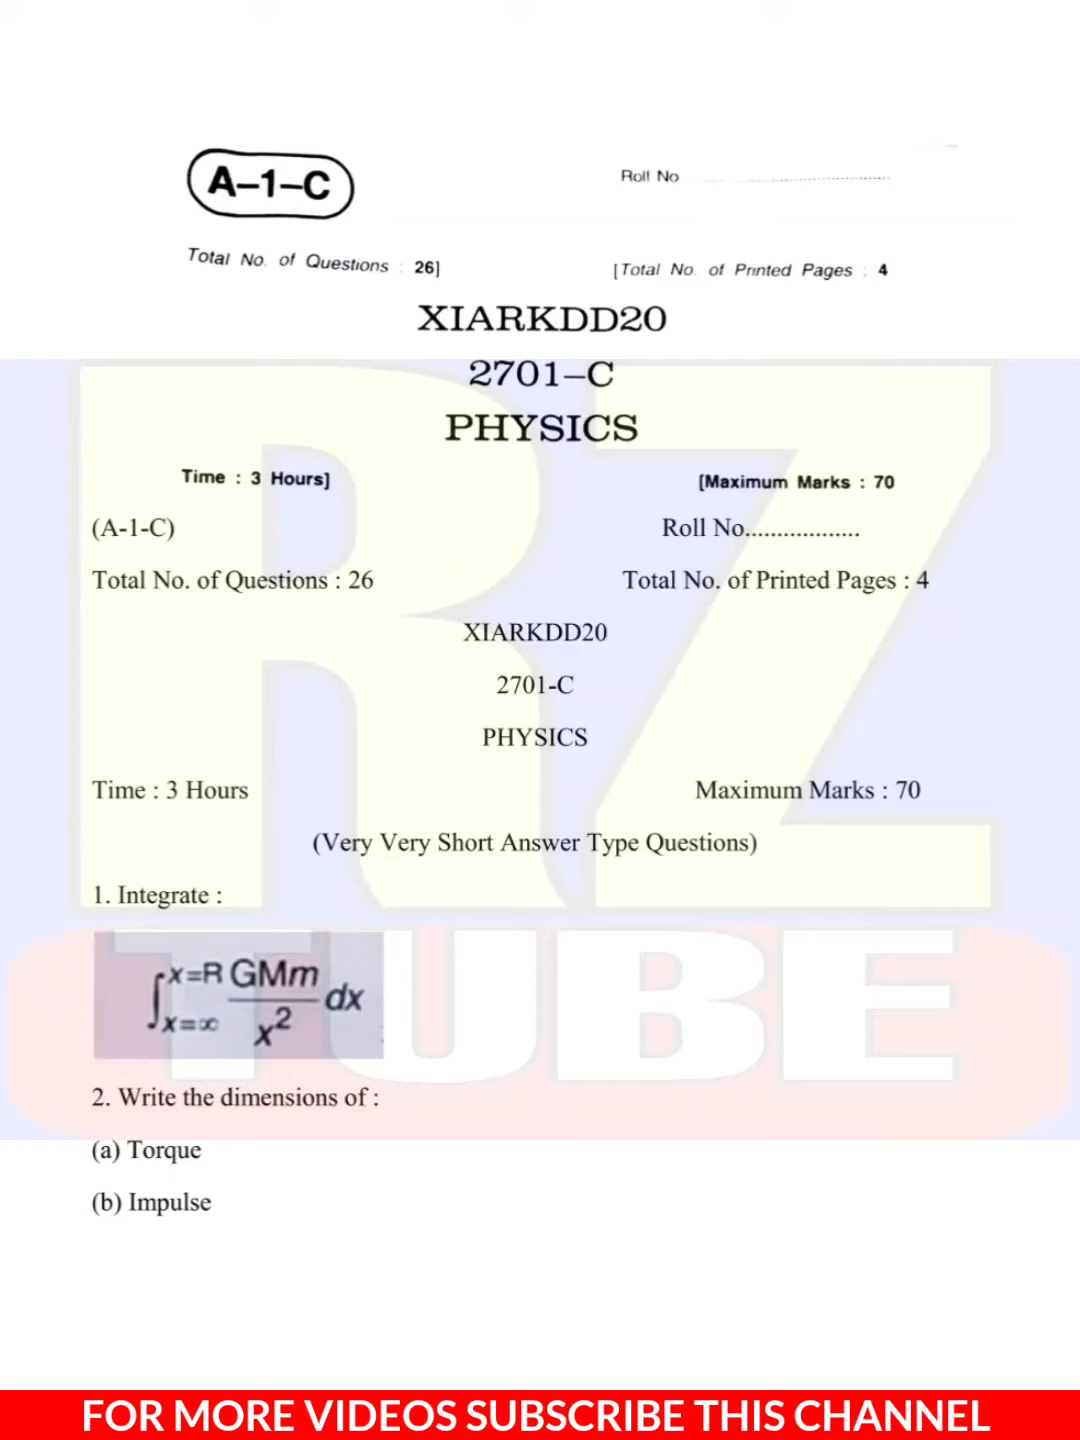 A–1–C
Roll No ........................
Total No. of Questions : 26]
[Total No. of Printed Pages : 4
XIARKDD20
2701–C
PHYSICS
Time : 3 Hours]
[Maximum Marks : 70
(A-1-C)
Roll No..................
Total No. of Questions : 26
Total No. of Printed Pages : 4
XIARKDD20
2701-C
PHYSICS
Time : 3 Hours
Maximum Marks : 70
(Very Very Short Answer Type Questions)
1. Integrate :
∫_{x=∞}^{x=R} GMm/x² dx
2. Write the dimensions of :
(a) Torque
(b) Impulse
RZ
TUBE
FOR MORE VIDEOS SUBSCRIBE THIS CHANNEL